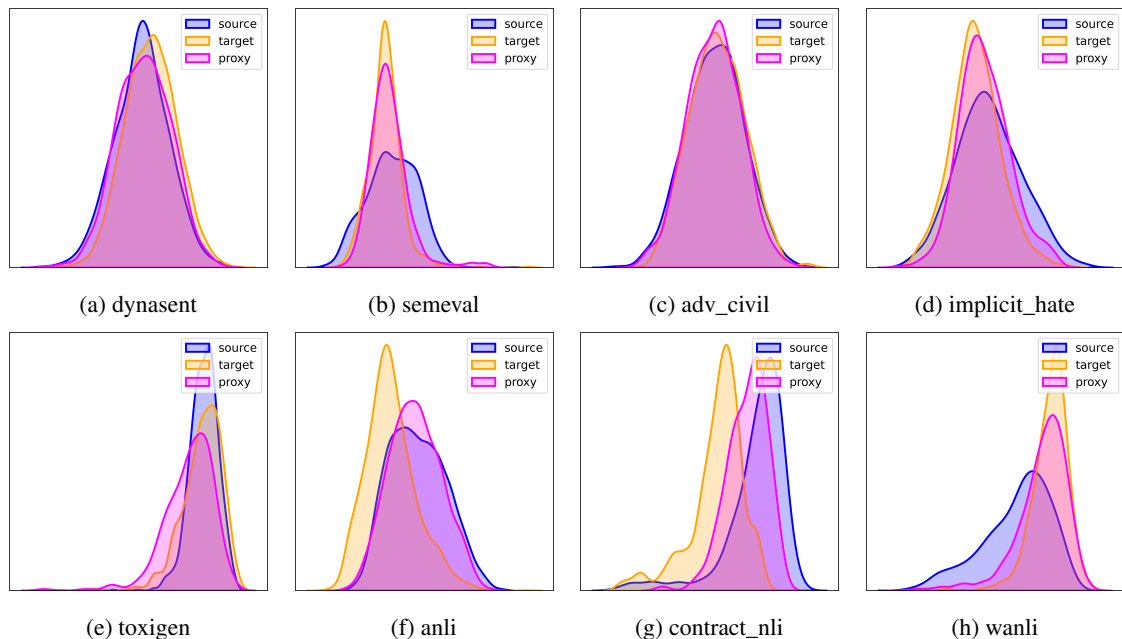 source
target
proxy
source
target
proxy
source
target
proxy
source
target
proxy
(a) dynasent
(b) semeval
(c) adv_civil
(d) implicit_hate
source
target
proxy
source
target
proxy
source
target
proxy
source
target
proxy
(e) toxigen
(f) anli
(g) contract_nli
(h) wanli